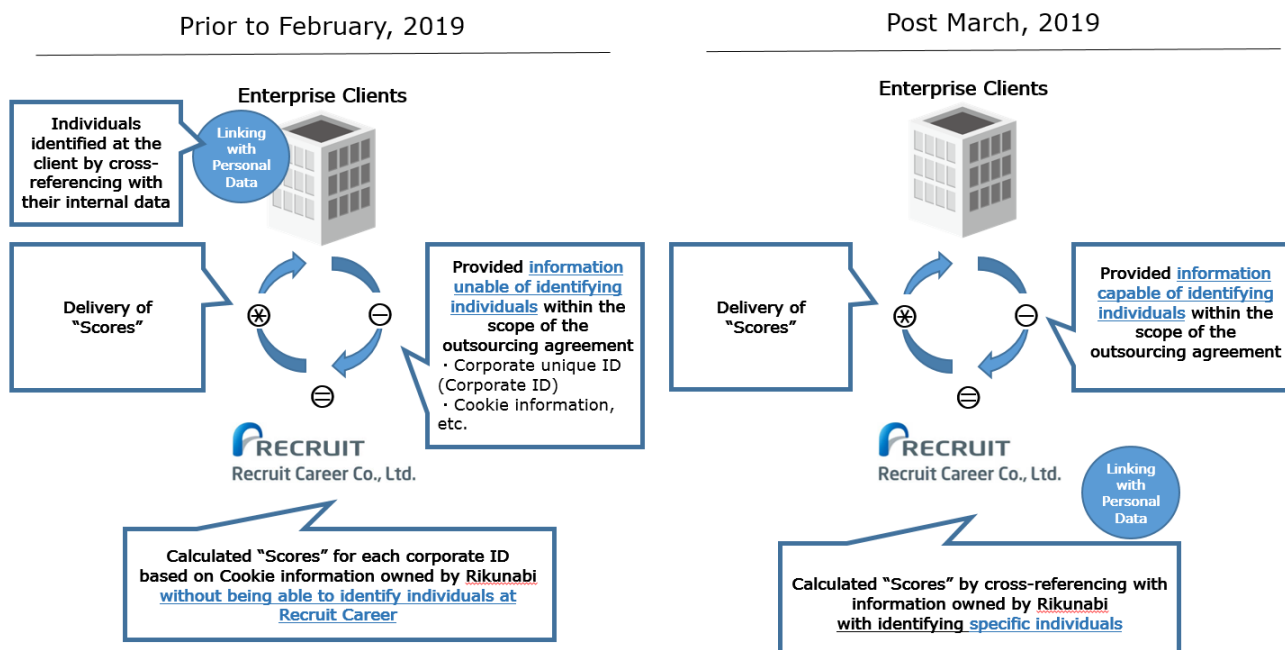 Prior to February, 2019
Enterprise Clients
Individuals
identified at the
client by cross-
referencing with
their internal data
Linking
with
Personal
Data
Delivery of
“Scores”
Provided information
unable of identifying
individuals within the
scope of the
outsourcing agreement
・Corporate unique ID
(Corporate ID)
・Cookie information,
etc.
RECRUIT
Recruit Career Co., Ltd.
Calculated “Scores” for each corporate ID
based on Cookie information owned by Rikunabi
without being able to identify individuals at
Recruit Career
Post March, 2019
Enterprise Clients
Delivery of
“Scores”
Provided information
capable of identifying
individuals within the
scope of the
outsourcing agreement
RECRUIT
Recruit Career Co., Ltd.
Linking
with
Personal
Data
Calculated “Scores” by cross-referencing with
information owned by Rikunabi
with identifying specific individuals